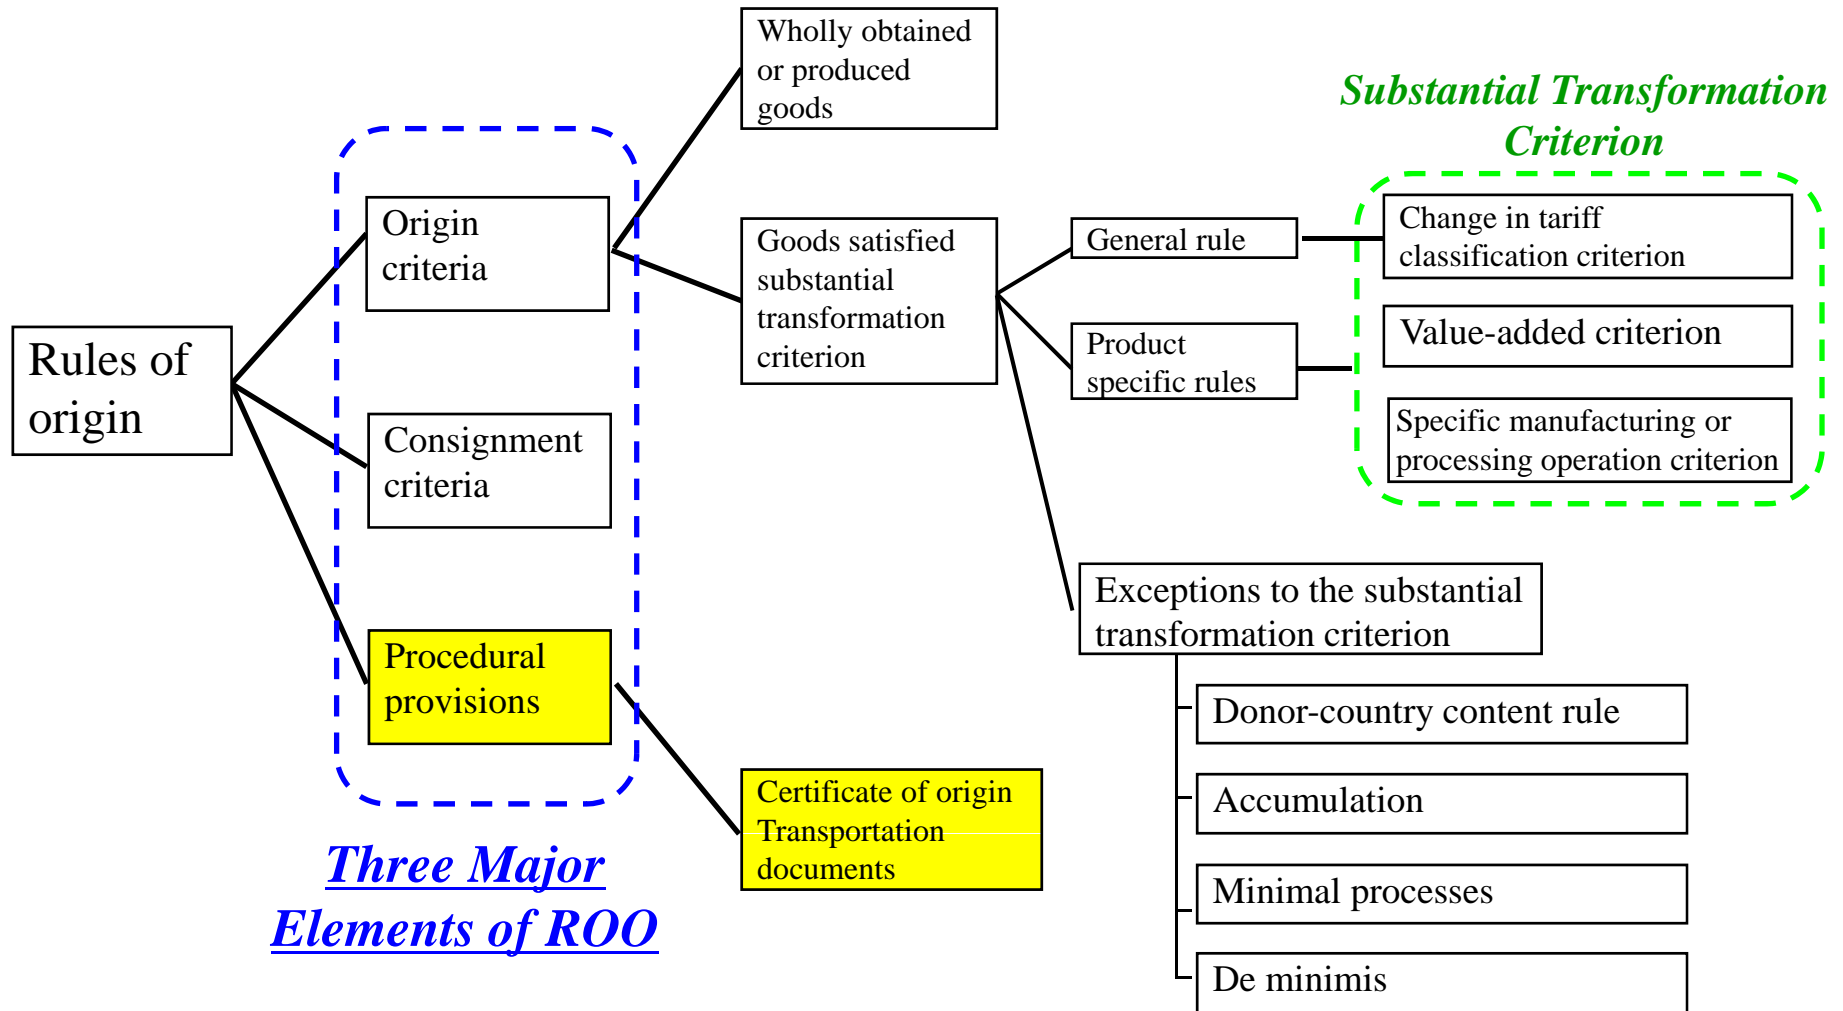 Rules of
origin
Three Major
Elements of ROO
Origin
criteria
Consignment
criteria
Procedural
provisions
Wholly obtained
or produced
goods
Goods satisfied
substantial
transformation
criterion
Certificate of origin
Transportation
documents
General rule
Product
specific rules
Exceptions to the substantial
transformation criterion
Donor-country content rule
Accumulation
Minimal processes
De minimis
Substantial Transformation
Criterion
Change in tariff
classification criterion
Value-added criterion
Specific manufacturing or
processing operation criterion